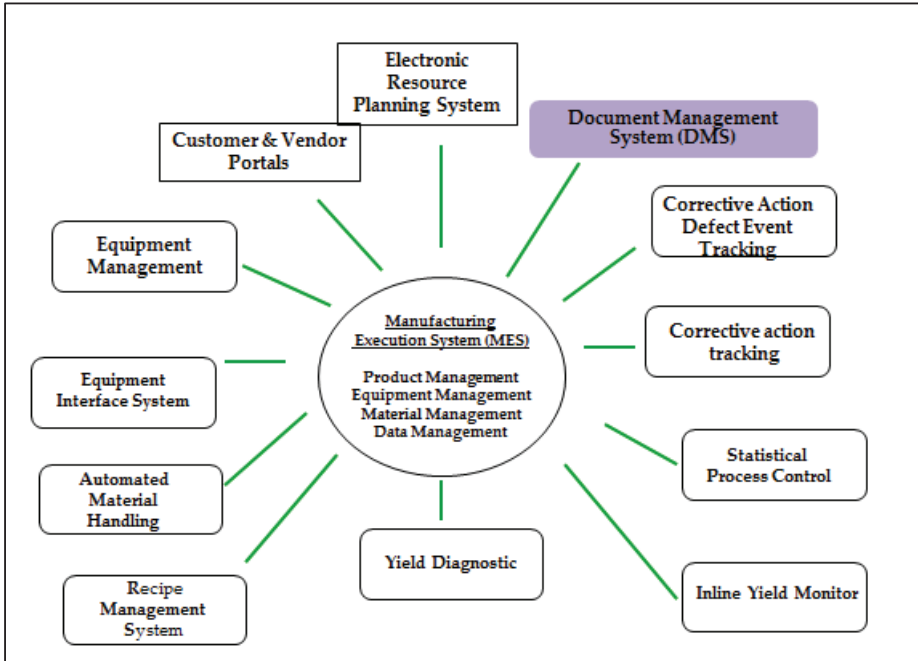 Electronic
Resource
Planning System
Document Management
System (DMS)
Customer & Vendor
Portals
Corrective Action
Defect Event
Tracking
Equipment
Management
Manufacturing
Execution System (MES)
Product Management
Equipment Management
Material Management
Data Management
Corrective action
tracking
Equipment
Interface System
Statistical
Process Control
Automated
Material
Handling
Yield Diagnostic
Inline Yield Monitor
Recipe
Management
System